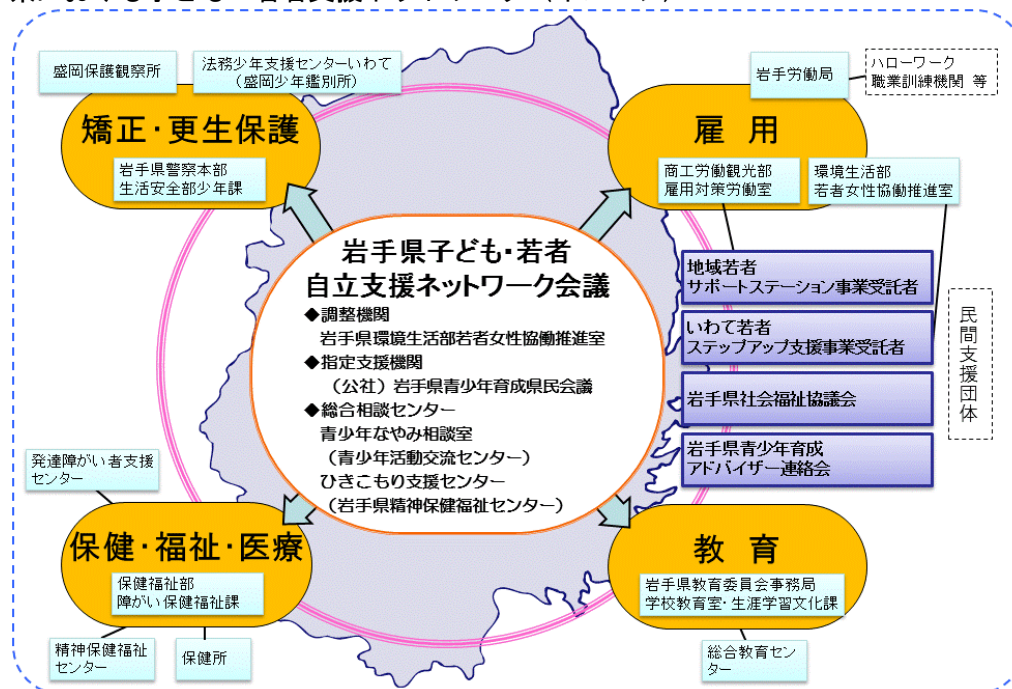 盛岡保護観察所
法務少年支援センターいわて
（盛岡少年鑑別所）
矯正・更生保護
岩手県警察本部
生活安全部少年課
岩手労働局
ハローワーク
職業訓練機関 等
雇 用
商工労働観光部
雇用対策労働室
環境生活部
若者女性協働推進室
岩手県子ども・若者
自立支援ネットワーク会議
◆調整機関
岩手県環境生活部若者女性協働推進室
◆指定支援機関
（公社）岩手県青少年育成県民会議
◆総合相談センター
青少年なやみ相談室
（青少年活動交流センター）
ひきこもり支援センター
（岩手県精神保健福祉センター）
地域若者
サポートステーション事業受託者
いわて若者
ステップアップ支援事業受託者
岩手県社会福祉協議会
岩手県青少年育成
アドバイザー連絡会
民間支援団体
発達障がい者支援
センター
保健・福祉・医療
保健福祉部
障がい保健福祉課
精神保健福祉
センター
保健所
教 育
岩手県教育委員会事務局
学校教育室・生涯学習文化課
総合教育セン
ター